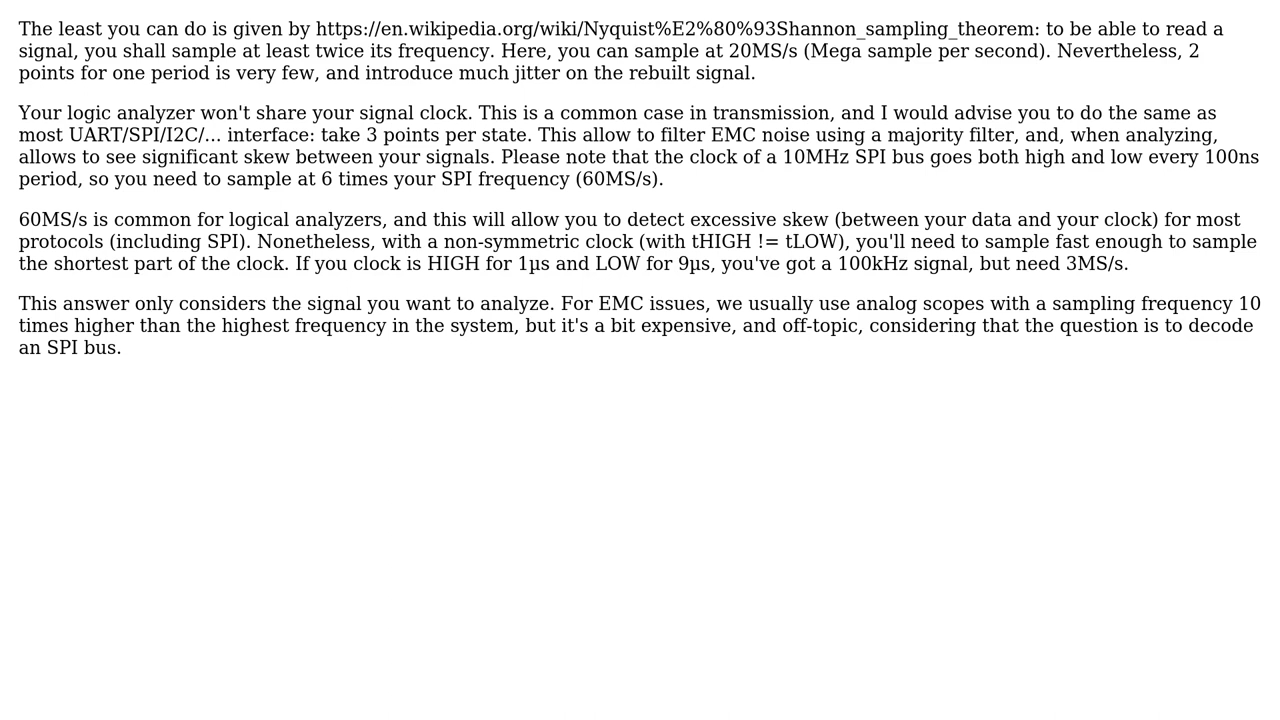 The least you can do is given by https://en.wikipedia.org/wiki/Nyquist%E2%80%93Shannon_sampling_theorem: to be able to read a
signal, you shall sample at least twice its frequency. Here, you can sample at 20MS/s (Mega sample per second). Nevertheless, 2
points for one period is very few, and introduce much jitter on the rebuilt signal.
Your logic analyzer won't share your signal clock. This is a common case in transmission, and I would advise you to do the same as
most UART/SPI/I2C/... interface: take 3 points per state. This allow to filter EMC noise using a majority filter, and, when analyzing,
allows to see significant skew between your signals. Please note that the clock of a 10MHz SPI bus goes both high and low every 100ns
period, so you need to sample at 6 times your SPI frequency (60MS/s).
60MS/s is common for logical analyzers, and this will allow you to detect excessive skew (between your data and your clock) for most
protocols (including SPI). Nonetheless, with a non-symmetric clock (with tHIGH != tLOW), you'll need to sample fast enough to sample
the shortest part of the clock. If you clock is HIGH for 1µs and LOW for 9µs, you've got a 100kHz signal, but need 3MS/s.
This answer only considers the signal you want to analyze. For EMC issues, we usually use analog scopes with a sampling frequency 10
times higher than the highest frequency in the system, but it's a bit expensive, and off-topic, considering that the question is to decode
an SPI bus.